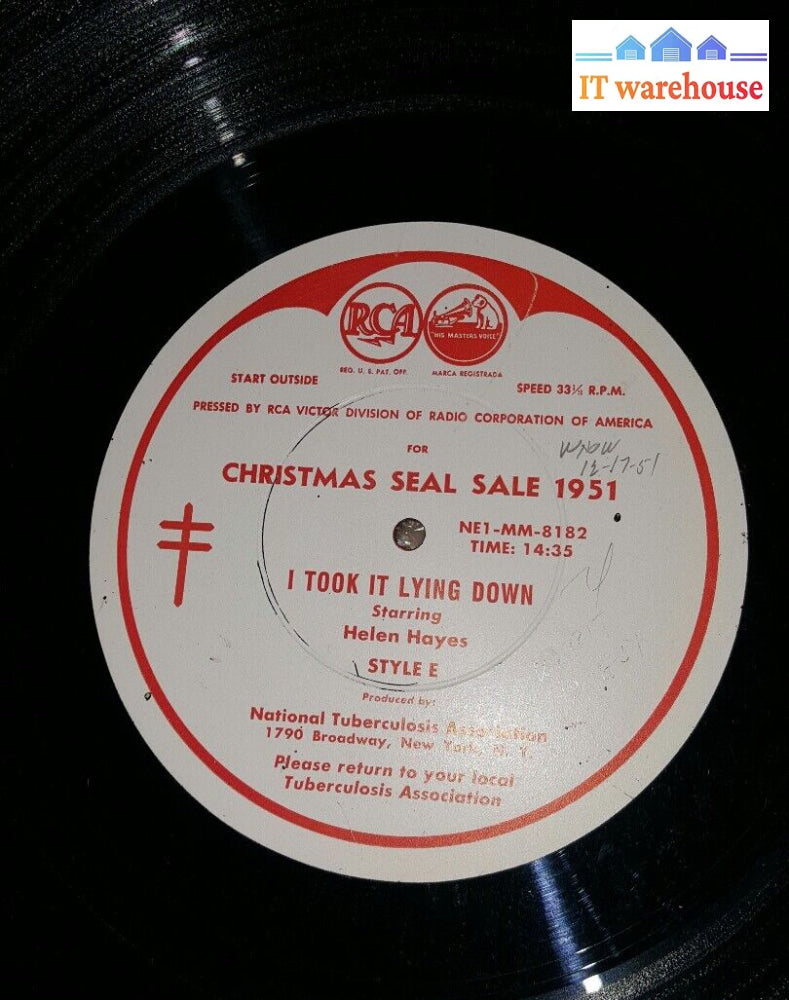 IT warehouse
RCA
"HIS MASTERS VOICE"
REG. U. S. PAT. OFF.
MARCA REGISTRADA
START OUTSIDE
SPEED 33⅓ R.P.M.
PRESSED BY RCA VICTOR DIVISION OF RADIO CORPORATION OF AMERICA
FOR
12-17-51
CHRISTMAS SEAL SALE 1951
NE1-MM-8182
TIME: 14:35
I TOOK IT LYING DOWN
Starring
Helen Hayes
STYLE E
Produced by:
National Tuberculosis Association
1790 Broadway, New York, N. Y.
Please return to your local
Tuberculosis Association